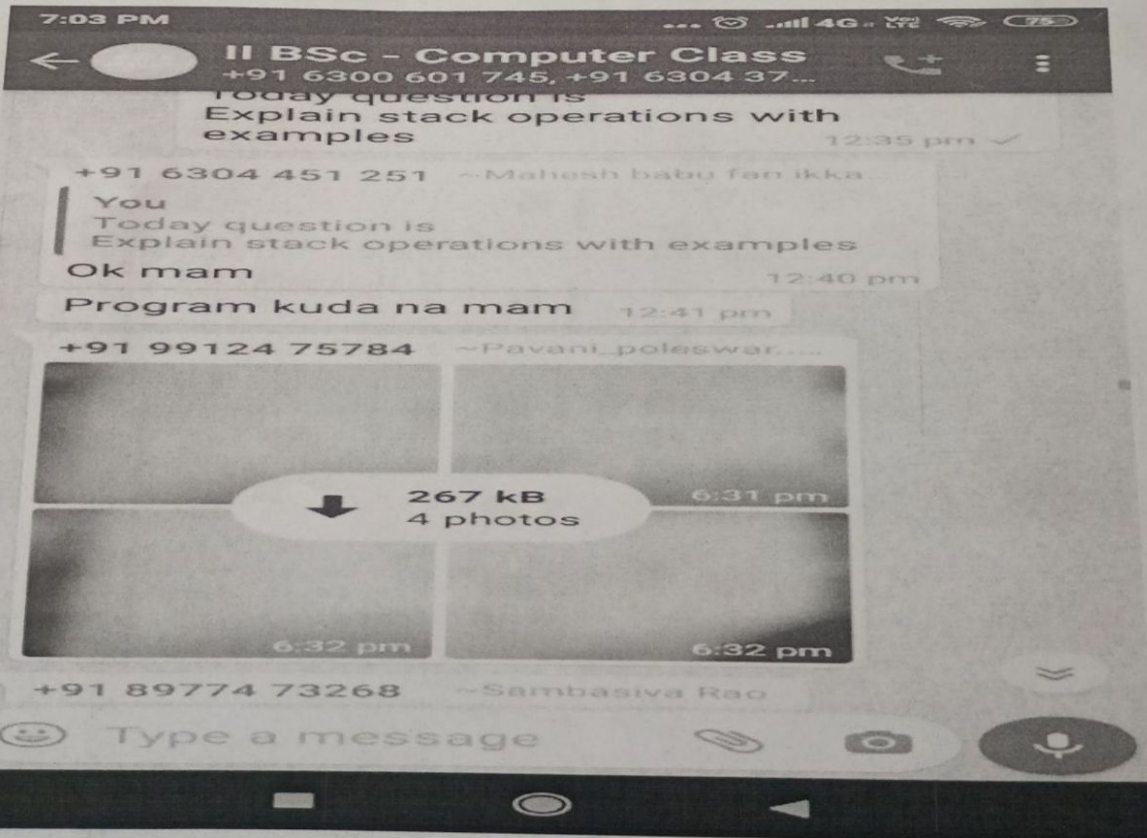 7:03 PM 4G 75
II BSc - Computer Class
+91 6300 601 745, +91 6304 37...
Today question is
Explain stack operations with
examples 12:35 pm
+91 6304 451 251 ~Mahesh babu fan ikka...
You
Today question is
Explain stack operations with examples
Ok mam 12:40 pm
Program kuda na mam 12:41 pm
+91 99124 75784 ~Pavani_poleswar.....
267 kB
4 photos
6:31 pm
6:32 pm
6:32 pm
+91 89774 73268 ~Sambasiva Rao
Type a message